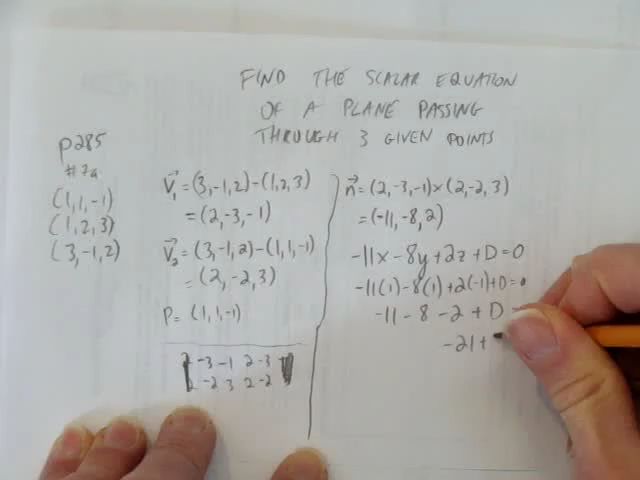 FIND THE SCALAR EQUATION
OF A PLANE PASSING
THROUGH 3 GIVEN POINTS
p285
#7a
(1,1,-1)
(1,2,3)
(3,-1,2)
V⃗₁ = (3,-1,2)-(1,2,3)
= (2,-3,-1)
V⃗₂ = (3,-1,2)-(1,1,-1)
= (2,-2,3)
P = (1,1,-1)
-3 -1 2 -3
-2 3 2 -2
n⃗ = (2,-3,-1)×(2,-2,3)
= (-11,-8,2)
-11x - 8y + 2z + D = 0
-11(1) - 8(1) + 2(-1) + D = 0
-11 - 8 - 2 + D
-21 +